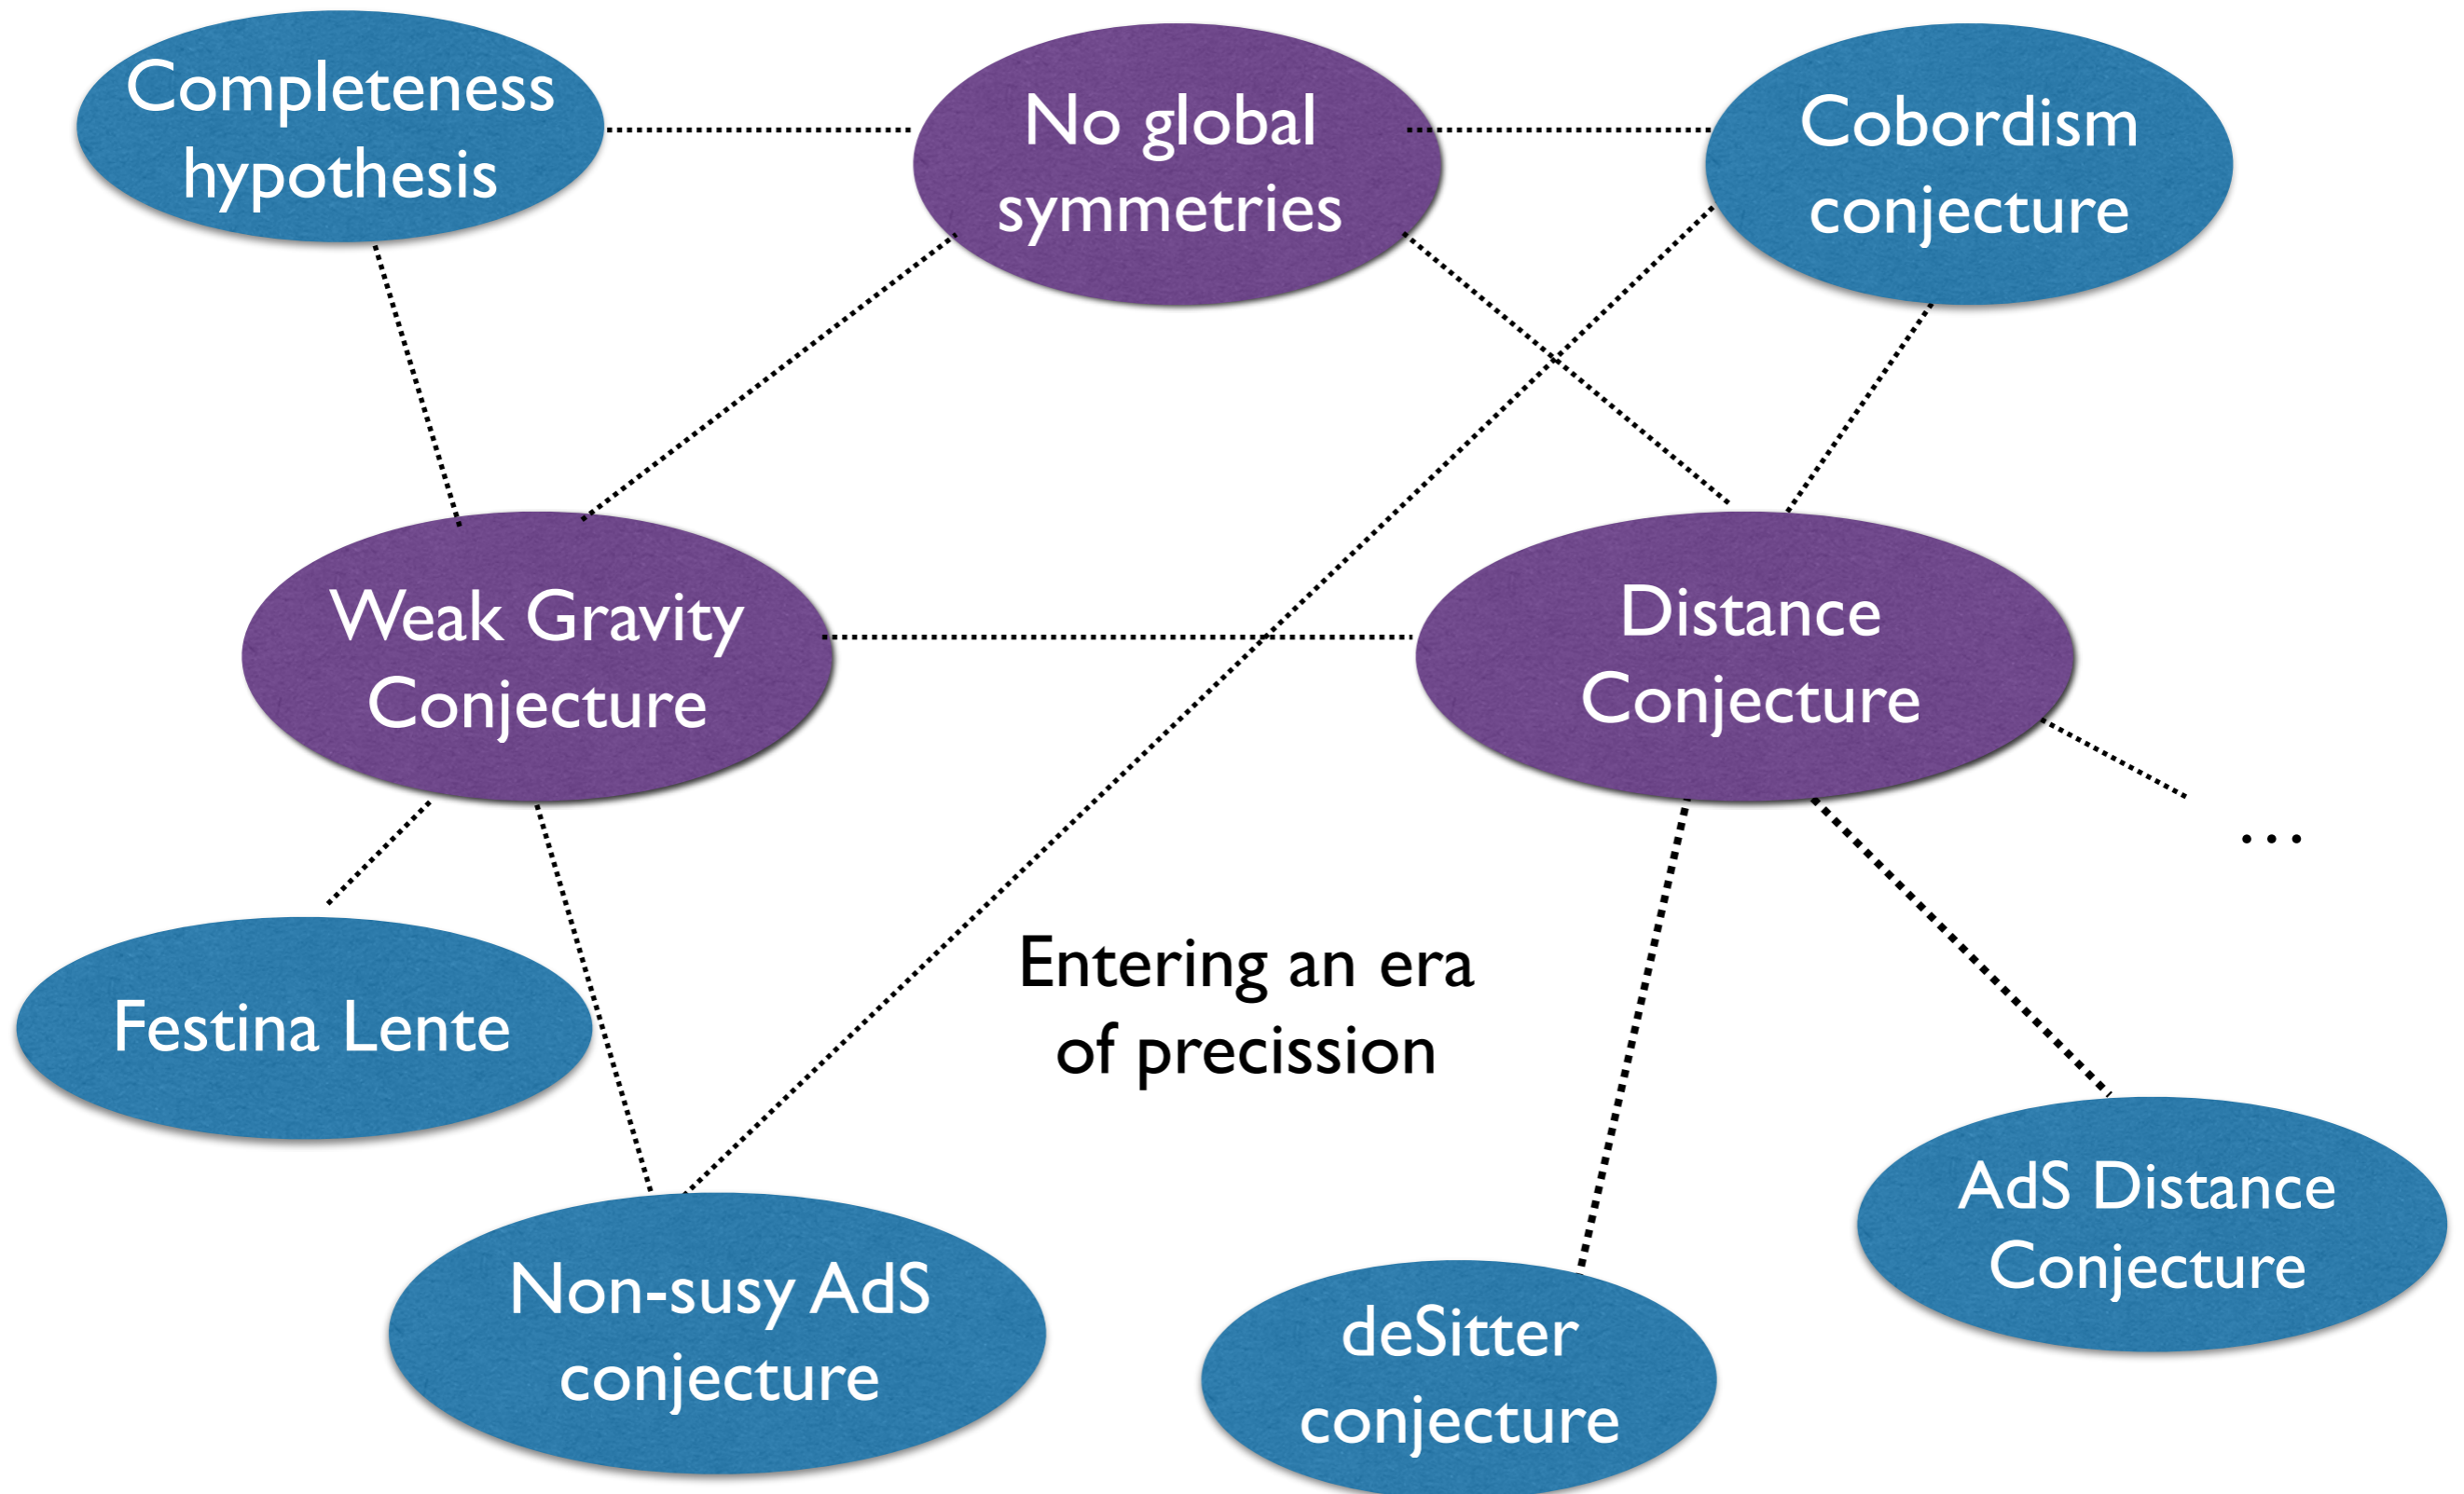 Completeness
hypothesis
No global
symmetries
Cobordism
conjecture
Weak Gravity
Conjecture
Distance
Conjecture
...
Festina Lente
Entering an era
of precission
Non-susy AdS
conjecture
deSitter
conjecture
AdS Distance
Conjecture